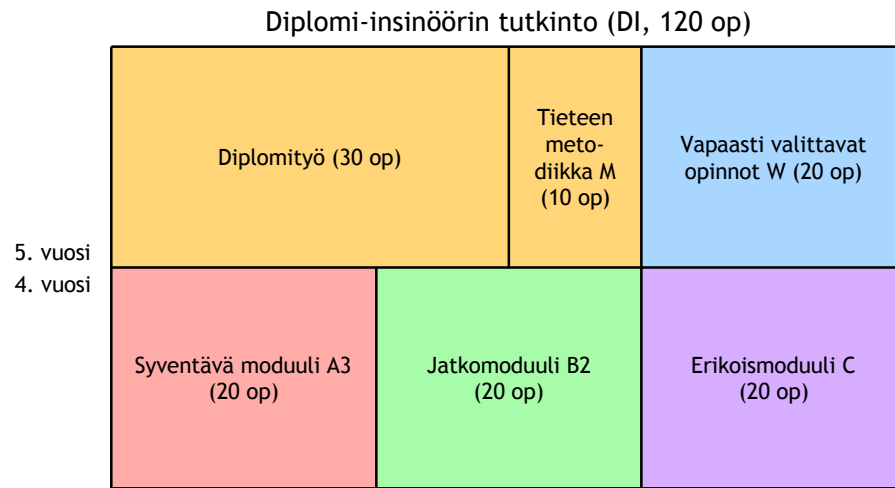 Diplomi-insinöörin tutkinto (DI, 120 op)
Diplomityö (30 op)
Tieteen
meto-
diikka M
(10 op)
Vapaasti valittavat
opinnot W (20 op)
5. vuosi
4. vuosi
Syventävä moduuli A3
(20 op)
Jatkomoduuli B2
(20 op)
Erikoismoduuli C
(20 op)